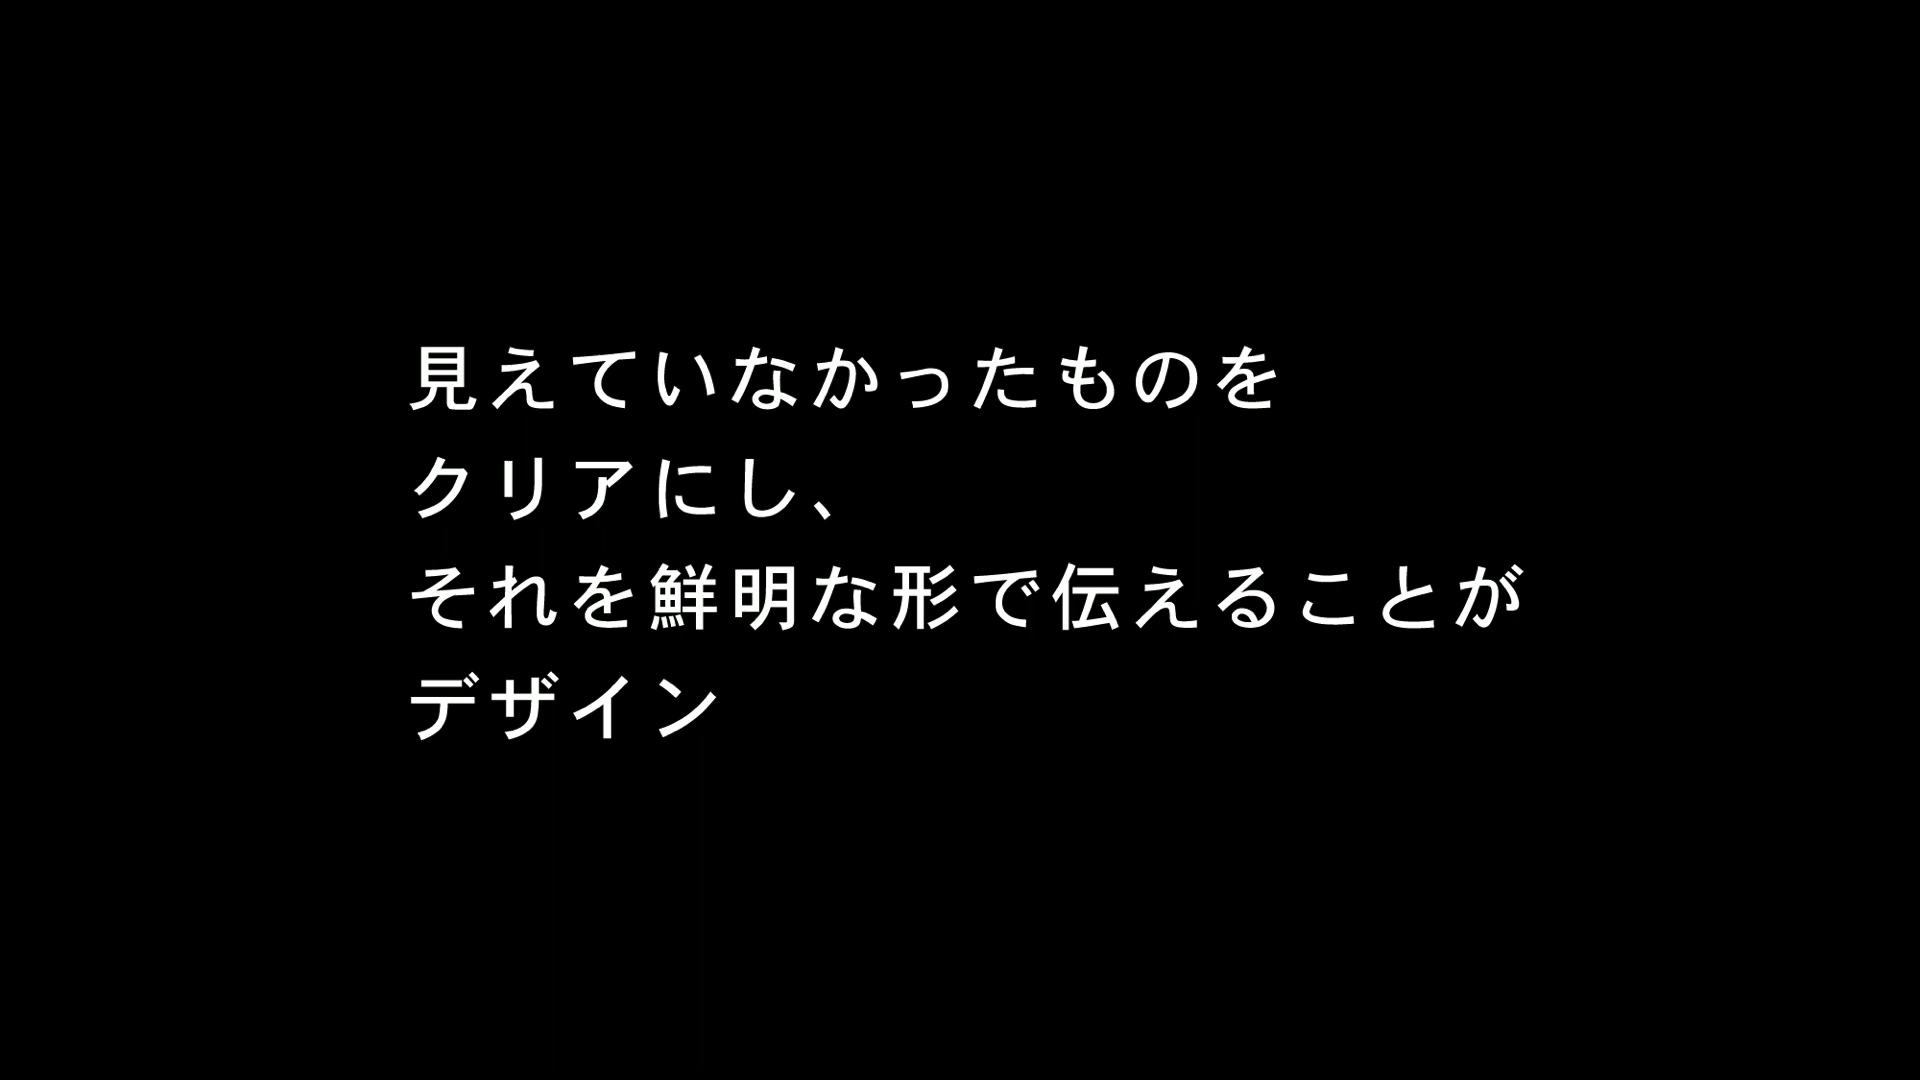 見えていなかったものを
クリアにし、
それを鮮明な形で伝えることが
デザイン